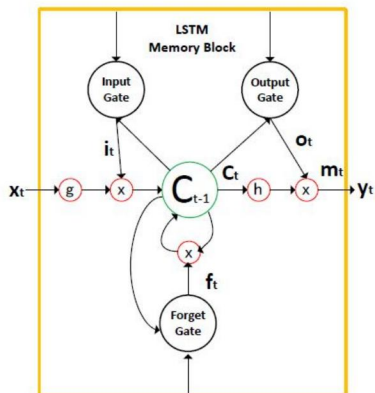 LSTM
Memory Block
Input
Gate
Output
Gate
it
ot
xt
g
x
Ct-1
Ct
h
x
mt
yt
x
ft
Forget
Gate